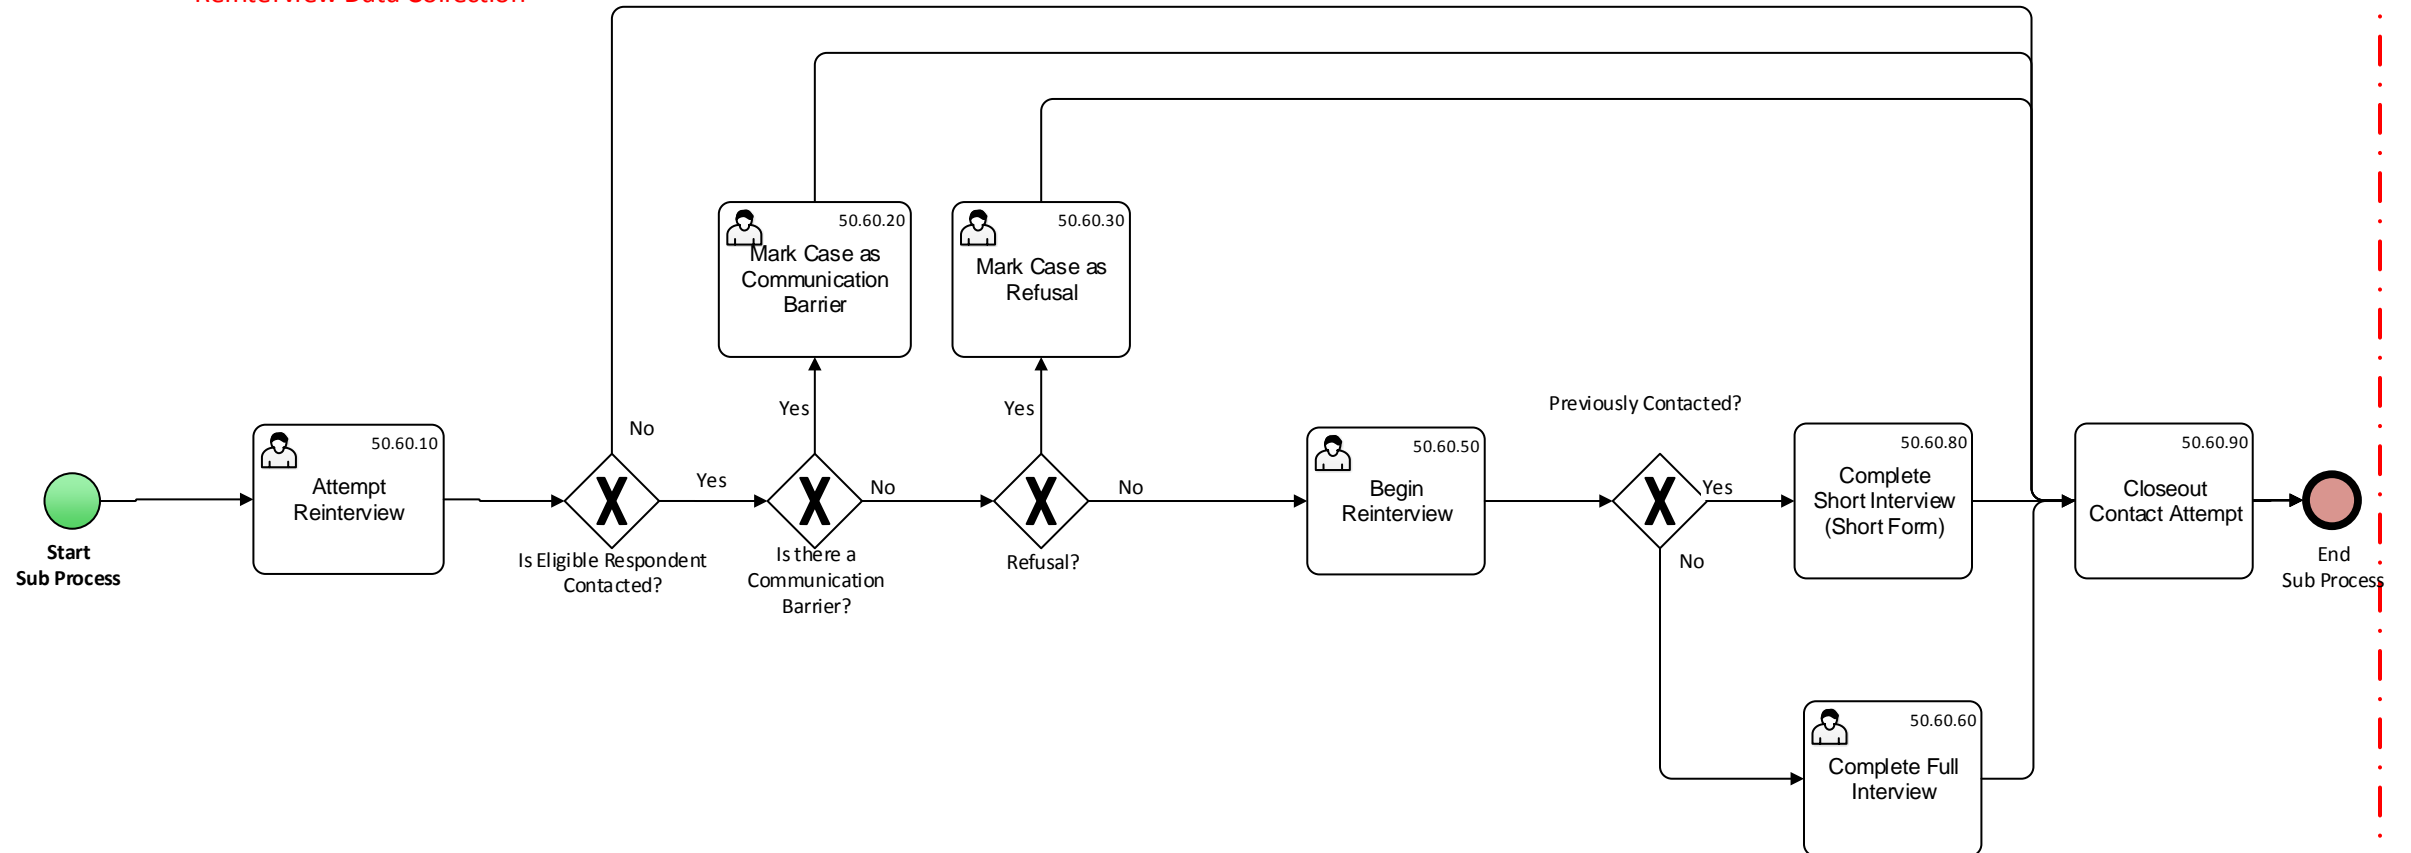 Reinterview Data Collection
50.60.20
Mark Case as
Communication
Barrier
50.60.30
Mark Case as
Refusal
Yes
Yes
No
Previously Contacted?
50.60.10
Attempt
Reinterview
Yes
No
No
50.60.50
Begin
Reinterview
Yes
50.60.80
Complete
Short Interview
(Short Form)
50.60.90
Closeout
Contact Attempt
Start
Sub Process
X
Is Eligible Respondent
Contacted?
X
Is there a
Communication
Barrier?
X
Refusal?
X
No
End
Sub Process
50.60.60
Complete Full
Interview